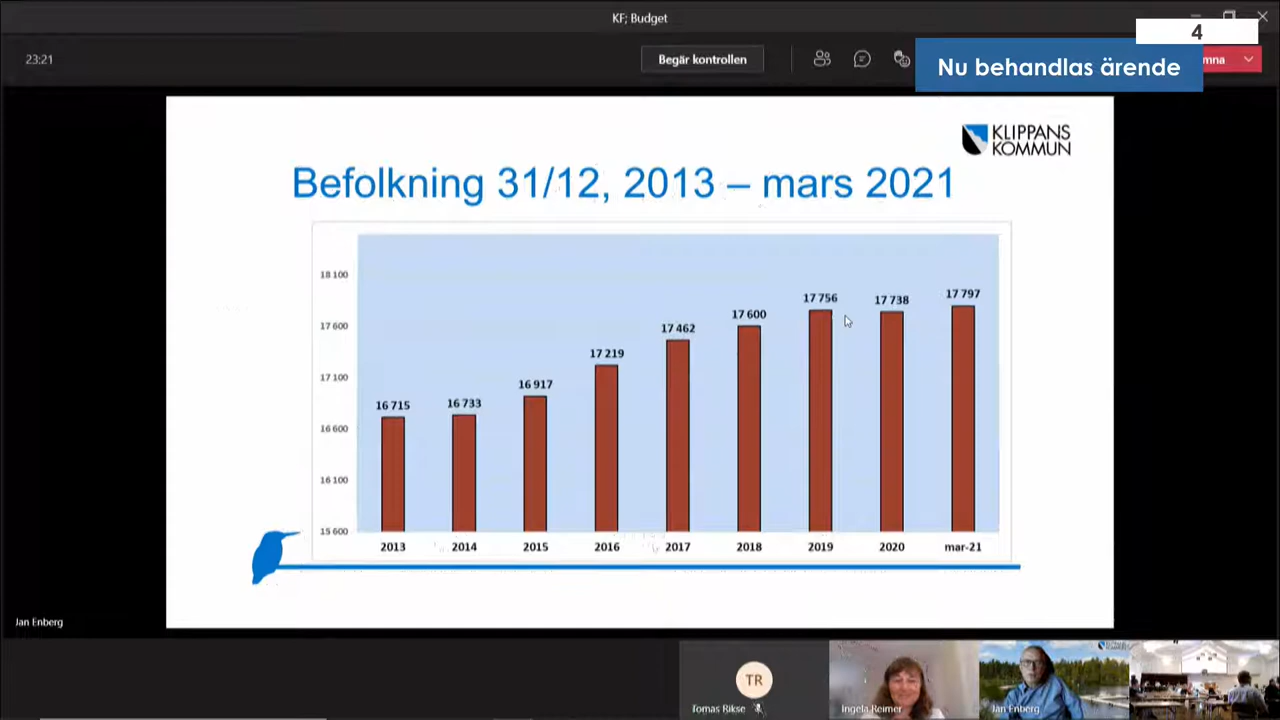 KF; Budget
4
23:21
Begär kontrollen
Nu behandlas ärende
mna
KLIPPANS
KOMMUN
Befolkning 31/12, 2013 – mars 2021
18 100
17 600
17 100
16 600
16 100
15 600
16 715
16 733
16 917
17 219
17 462
17 600
17 756
17 738
17 797
2013
2014
2015
2016
2017
2018
2019
2020
mar-21
Jan Enberg
TR
Tomas Rikse
Ingela Reimer
Jan Enberg
KLIPPANS
KOMMUN